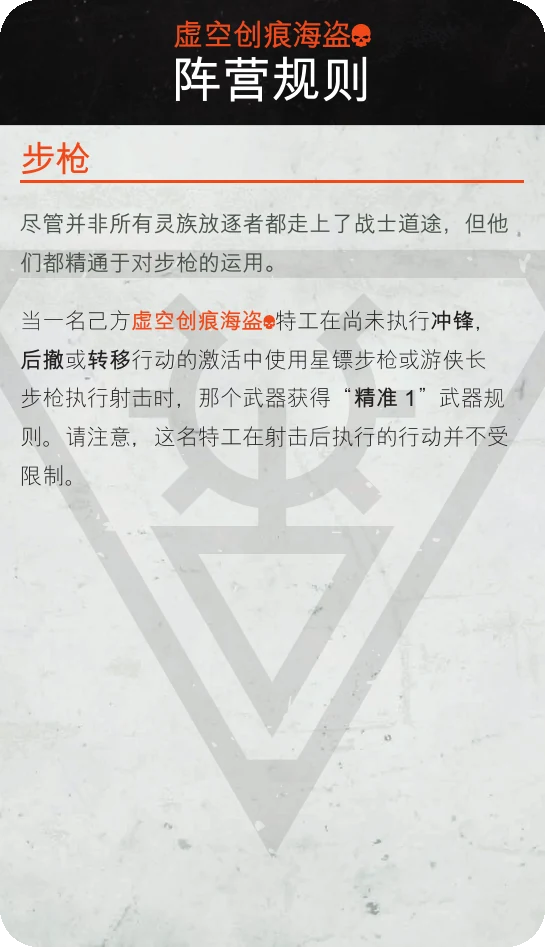 虚空创痕海盗
阵营规则
步枪
尽管并非所有灵族放逐者都走上了战士道途，但他
们都精通于对步枪的运用。
当一名己方虚空创痕海盗特工在尚未执行冲锋，
后撤或转移行动的激活中使用星镖步枪或游侠长
步枪执行射击时，那个武器获得“精准 1”武器规
则。请注意，这名特工在射击后执行的行动并不受
限制。